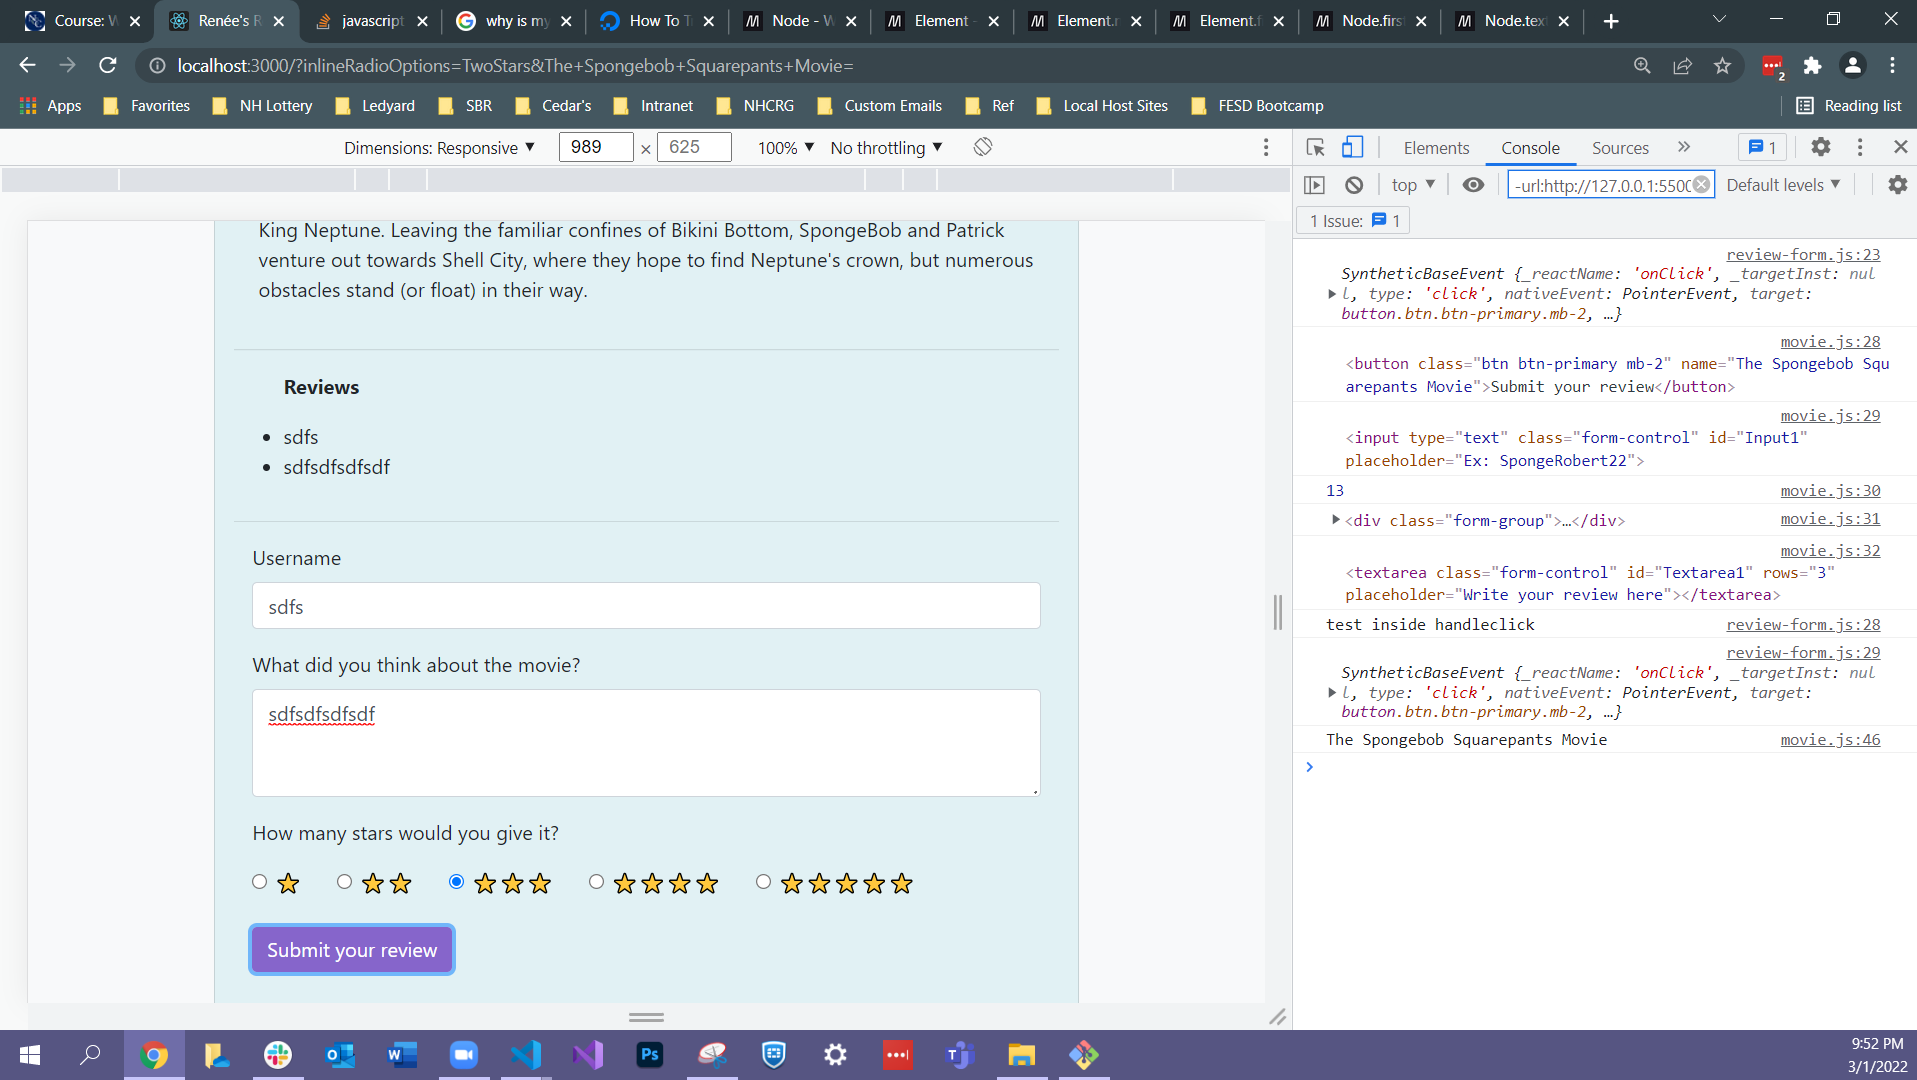 Course: W
Renée's R
javascript
why is my
How To T
Node - W
Element -
Element.r
Element.f
Node.firs
Node.tex
localhost:3000/?inlineRadioOptions=TwoStars&The+Spongebob+Squarepants+Movie=
2
Apps
Favorites
NH Lottery
Ledyard
SBR
Cedar's
Intranet
NHCRG
Custom Emails
Ref
Local Host Sites
FESD Bootcamp
Reading list
Dimensions: Responsive ▼
989 × 625
100% ▼
No throttling ▼
King Neptune. Leaving the familiar confines of Bikini Bottom, SpongeBob and Patrick
venture out towards Shell City, where they hope to find Neptune's crown, but numerous
obstacles stand (or float) in their way.
Reviews
sdfs
sdfsdfsdfsdf
Username
sdfs
What did you think about the movie?
sdfsdfsdfsdf
How many stars would you give it?
Submit your review
Elements
Console
Sources
1
top ▼
-url:http://127.0.0.1:5500
Default levels ▼
1 Issue: 1
review-form.js:23
SyntheticBaseEvent {_reactName: 'onClick', _targetInst: nul
l, type: 'click', nativeEvent: PointerEvent, target:
button.btn.btn-primary.mb-2, …}
movie.js:28
<button class="btn btn-primary mb-2" name="The Spongebob Squ
arepants Movie">Submit your review</button>
movie.js:29
<input type="text" class="form-control" id="Input1"
placeholder="Ex: SpongeRobert22">
13 movie.js:30
<div class="form-group">…</div> movie.js:31
movie.js:32
<textarea class="form-control" id="Textarea1" rows="3"
placeholder="Write your review here"></textarea>
test inside handleclick review-form.js:28
review-form.js:29
SyntheticBaseEvent {_reactName: 'onClick', _targetInst: nul
l, type: 'click', nativeEvent: PointerEvent, target:
button.btn.btn-primary.mb-2, …}
The Spongebob Squarepants Movie movie.js:46
9:52 PM
3/1/2022